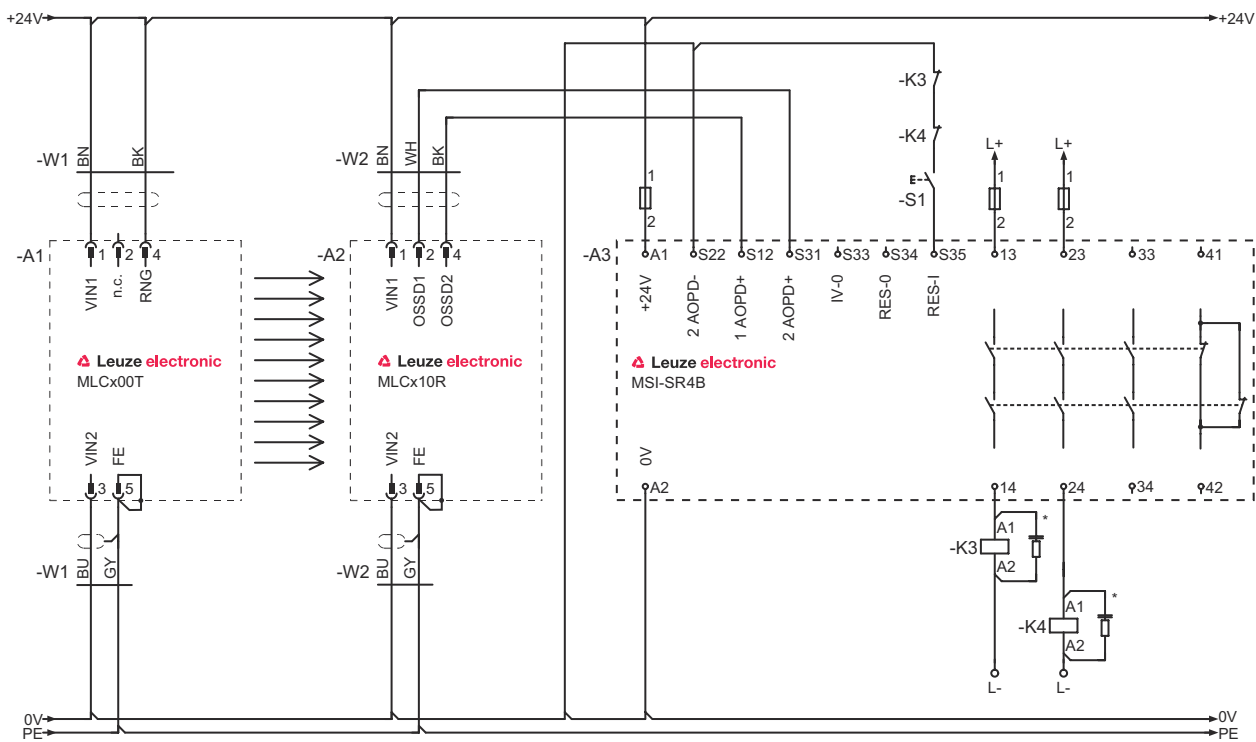 +24V +24V
-K3
-K4
L+ L+
-W1 BN BK
-W2 BN WH BK
1 1 1
E-- -S1
2 2 2
-A1 1 2 4
-A2 1 2 4
-A3 A1 S22 S12 S31 S33 S34 S35 13 23 33 41
VIN1 n.c. RNG
VIN1 OSSD1 OSSD2
+24V 2 AOPD- 1 AOPD+ 2 AOPD+ IV-0 RES-0 RES-I
Leuze electronic
MLCx00T
Leuze electronic
MLCx10R
Leuze electronic
MSI-SR4B
VIN2 FE
VIN2 FE
0V
3 5
3 5
A2 14 24 34 42
A1 *
-K3
A2
-W1 BU GY
-W2 BU GY
A1 *
-K4
A2
L- L-
0V 0V
PE PE